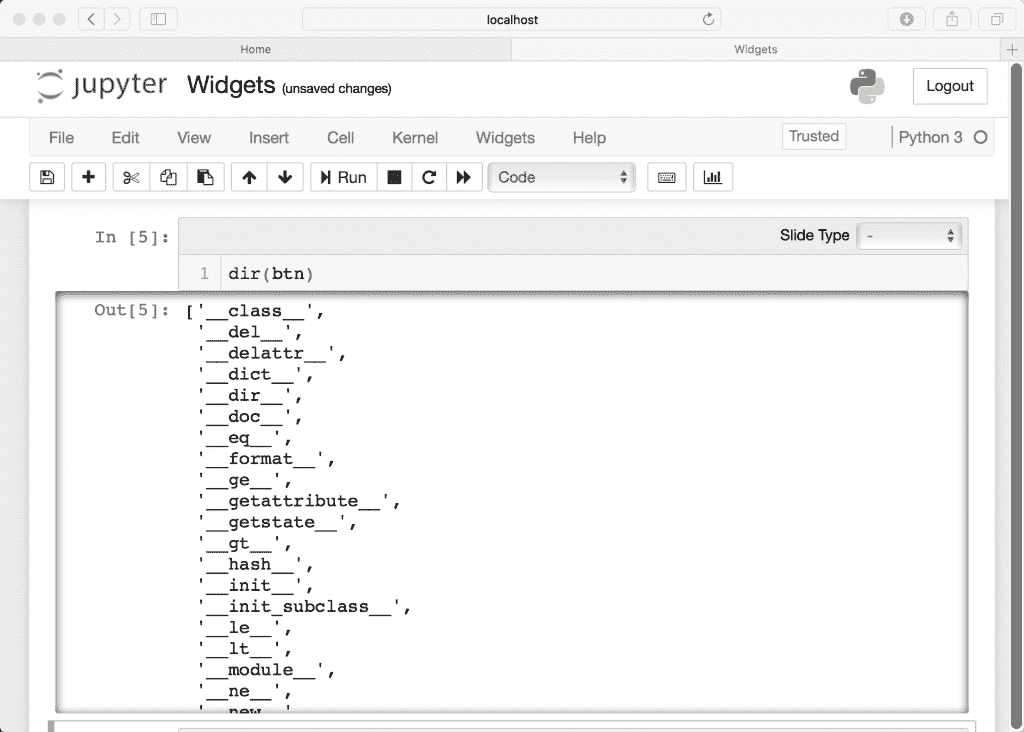 localhost
Home Widgets
jupyter Widgets (unsaved changes) Logout
File Edit View Insert Cell Kernel Widgets Help Trusted Python 3
Run Code
In [5]: Slide Type -
1 dir(btn)
Out[5]: ['__class__',
'__del__',
'__delattr__',
'__dict__',
'__dir__',
'__doc__',
'__eq__',
'__format__',
'__ge__',
'__getattribute__',
'__getstate__',
'__gt__',
'__hash__',
'__init__',
'__init_subclass__',
'__le__',
'__lt__',
'__module__',
'__ne__',